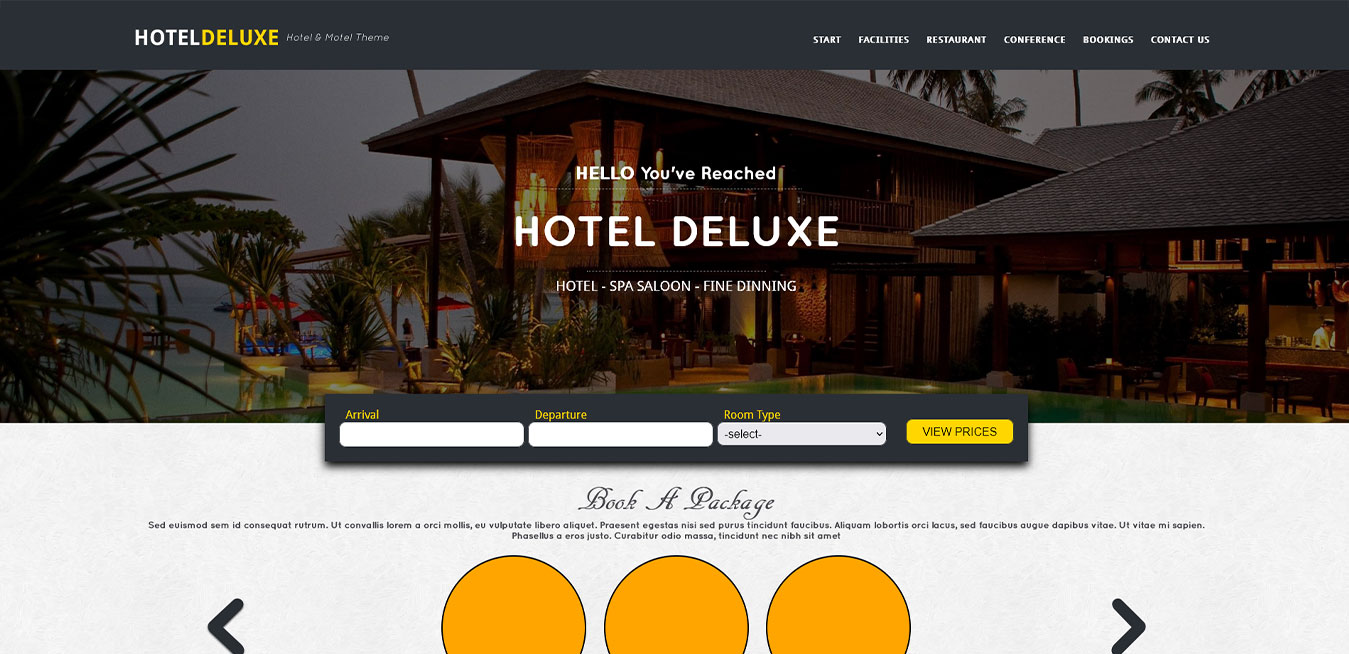 HOTELDELUXE Hotel & Motel Theme
START FACILITIES RESTAURANT CONFERENCE BOOKINGS CONTACT US
HELLO You've Reached
HOTEL DELUXE
HOTEL - SPA SALOON - FINE DINNING
Arrival Departure Room Type
-select- VIEW PRICES
Book A Package
Sed euismod sem id consequat rutrum. Ut convallis lorem a orci mollis, eu vulputate libero aliquet. Praesent egestas nisi sed purus tincidunt faucibus. Aliquam lobortis orci lacus, sed faucibus augue dapibus vitae. Ut vitae mi sapien.
Phasellus a eros justo. Curabitur odio massa, tincidunt nec nibh sit amet